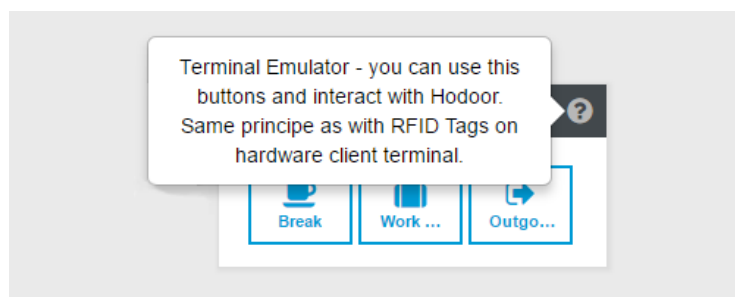 Terminal Emulator - you can use this
buttons and interact with Hodoor.
Same principe as with RFID Tags on
hardware client terminal.
?
Break
Work ...
Outgo...